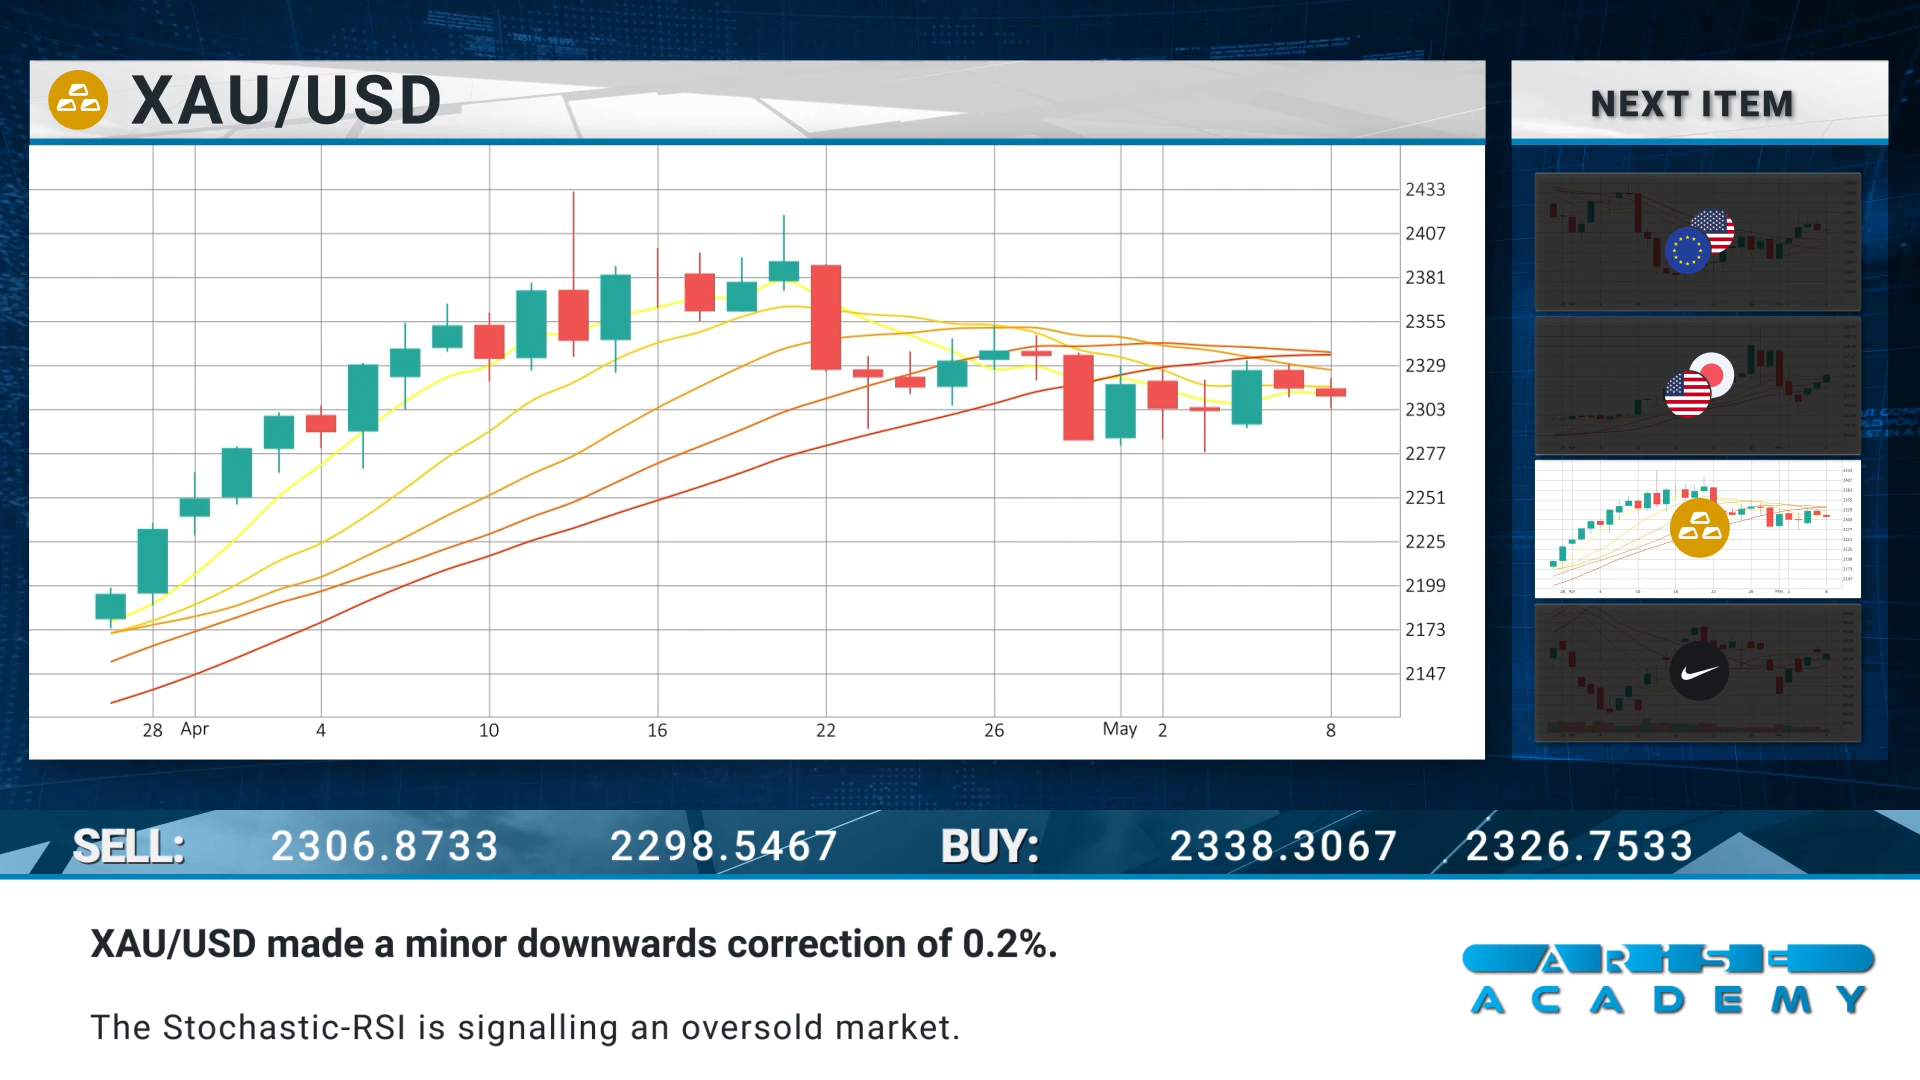 XAU/USD
NEXT ITEM
2433
2407
2381
2355
2329
2303
2277
2251
2225
2199
2173
2147
28 Apr 4 10 16 22 26 May 2 8
SELL: 2306.8733 2298.5467 BUY: 2338.3067 2326.7533
XAU/USD made a minor downwards correction of 0.2%.
The Stochastic-RSI is signalling an oversold market.
ARISE
ACADEMY